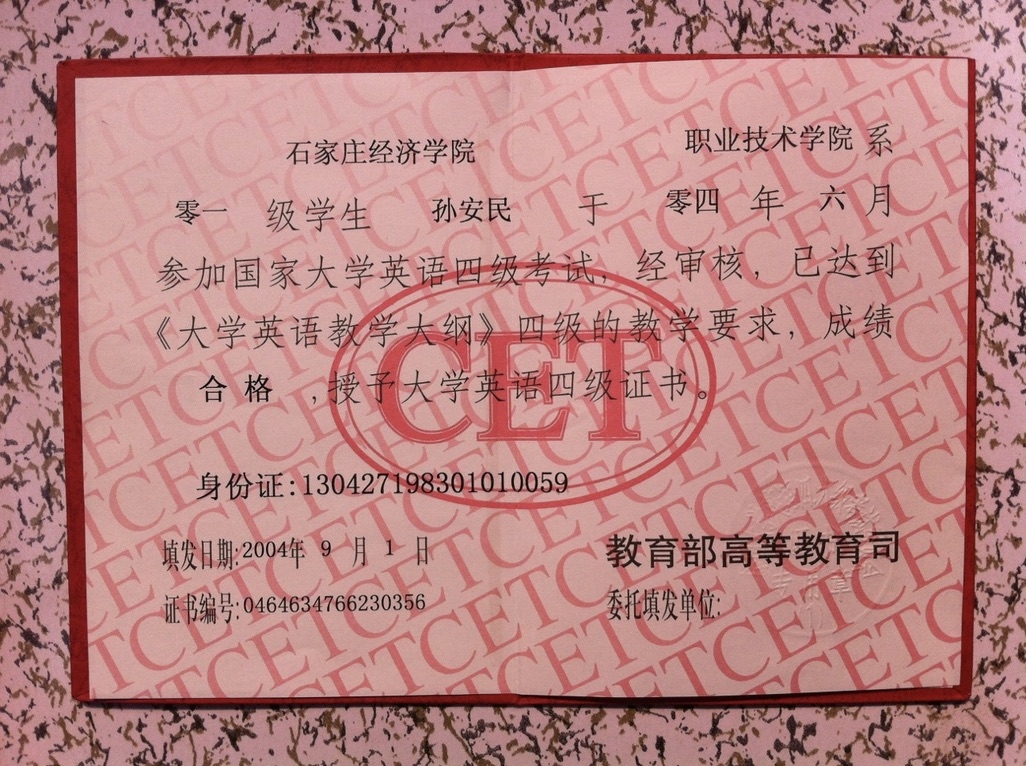 石家庄经济学院 职业技术学院 系
零一 级学生 孙安民 于 零四 年 六 月
参加国家大学英语四级考试，经审核，已达到
《大学英语教学大纲》四级的教学要求，成绩
合格 ,授予大学英语四级证书。
CET
身份证:130427198301010059
填发日期:2004年 9 月 1 日
教育部高等教育司
证书编号:0464634766230356
委托填发单位: